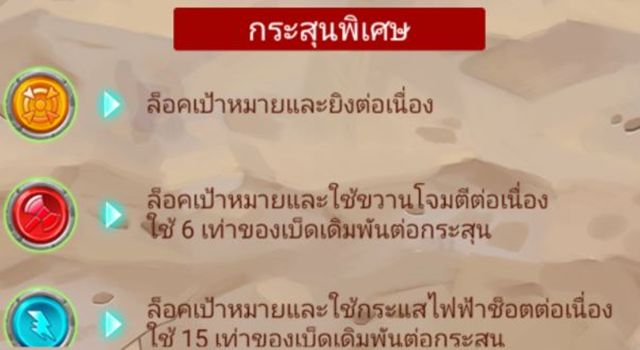 กระสุนพิเศษ
ล็อคเป้าหมายและยิงต่อเนื่อง
ล็อคเป้าหมายและใช้ขวานโจมตีต่อเนื่อง
ใช้ 6 เท่าของเบ็ดเดิมพันต่อกระสุน
ล็อคเป้าหมายและใช้กระแสไฟฟ้าช็อตต่อเนื่อง
ใช้ 15 เท่าของเบ็ดเดิมพันต่อกระสุน